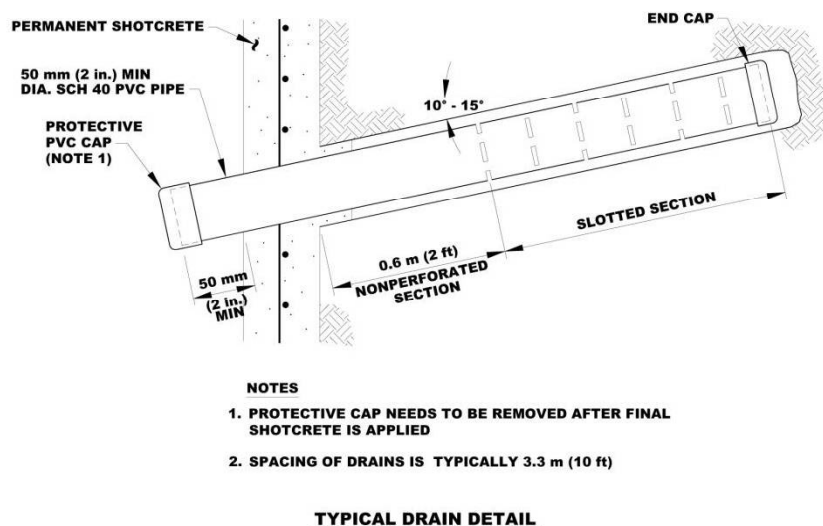 PERMANENT SHOTCRETE
END CAP
50 mm (2 in.) MIN
DIA. SCH 40 PVC PIPE
10° - 15°
PROTECTIVE
PVC CAP
(NOTE 1)
SLOTTED SECTION
0.6 m (2 ft)
NONPERFORATED
SECTION
50 mm
(2 in.)
MIN
NOTES
1. PROTECTIVE CAP NEEDS TO BE REMOVED AFTER FINAL
SHOTCRETE IS APPLIED
2. SPACING OF DRAINS IS TYPICALLY 3.3 m (10 ft)
TYPICAL DRAIN DETAIL